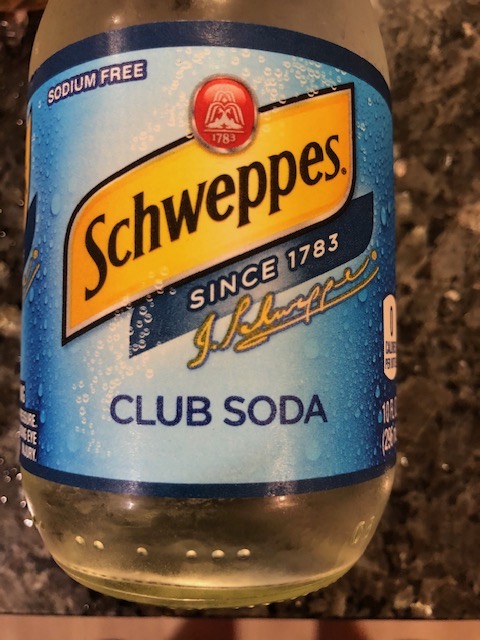 SODIUM FREE
1783
Schweppes
SINCE 1783
J. Schweppe
CLUB SODA
0